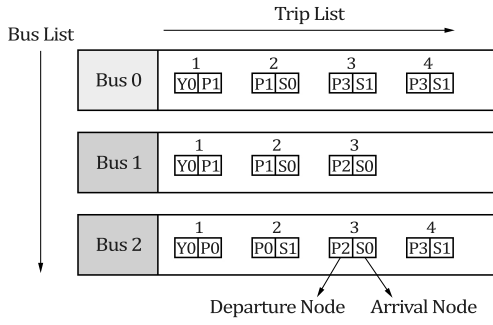 Trip List
Bus List
1 2 3 4
Bus 0 Y0 P1 P1 S0 P3 S1 P3 S1
1 2 3
Bus 1 Y0 P1 P1 S0 P2 S0
1 2 3 4
Bus 2 Y0 P0 P0 S1 P2 S0 P3 S1
Departure Node Arrival Node